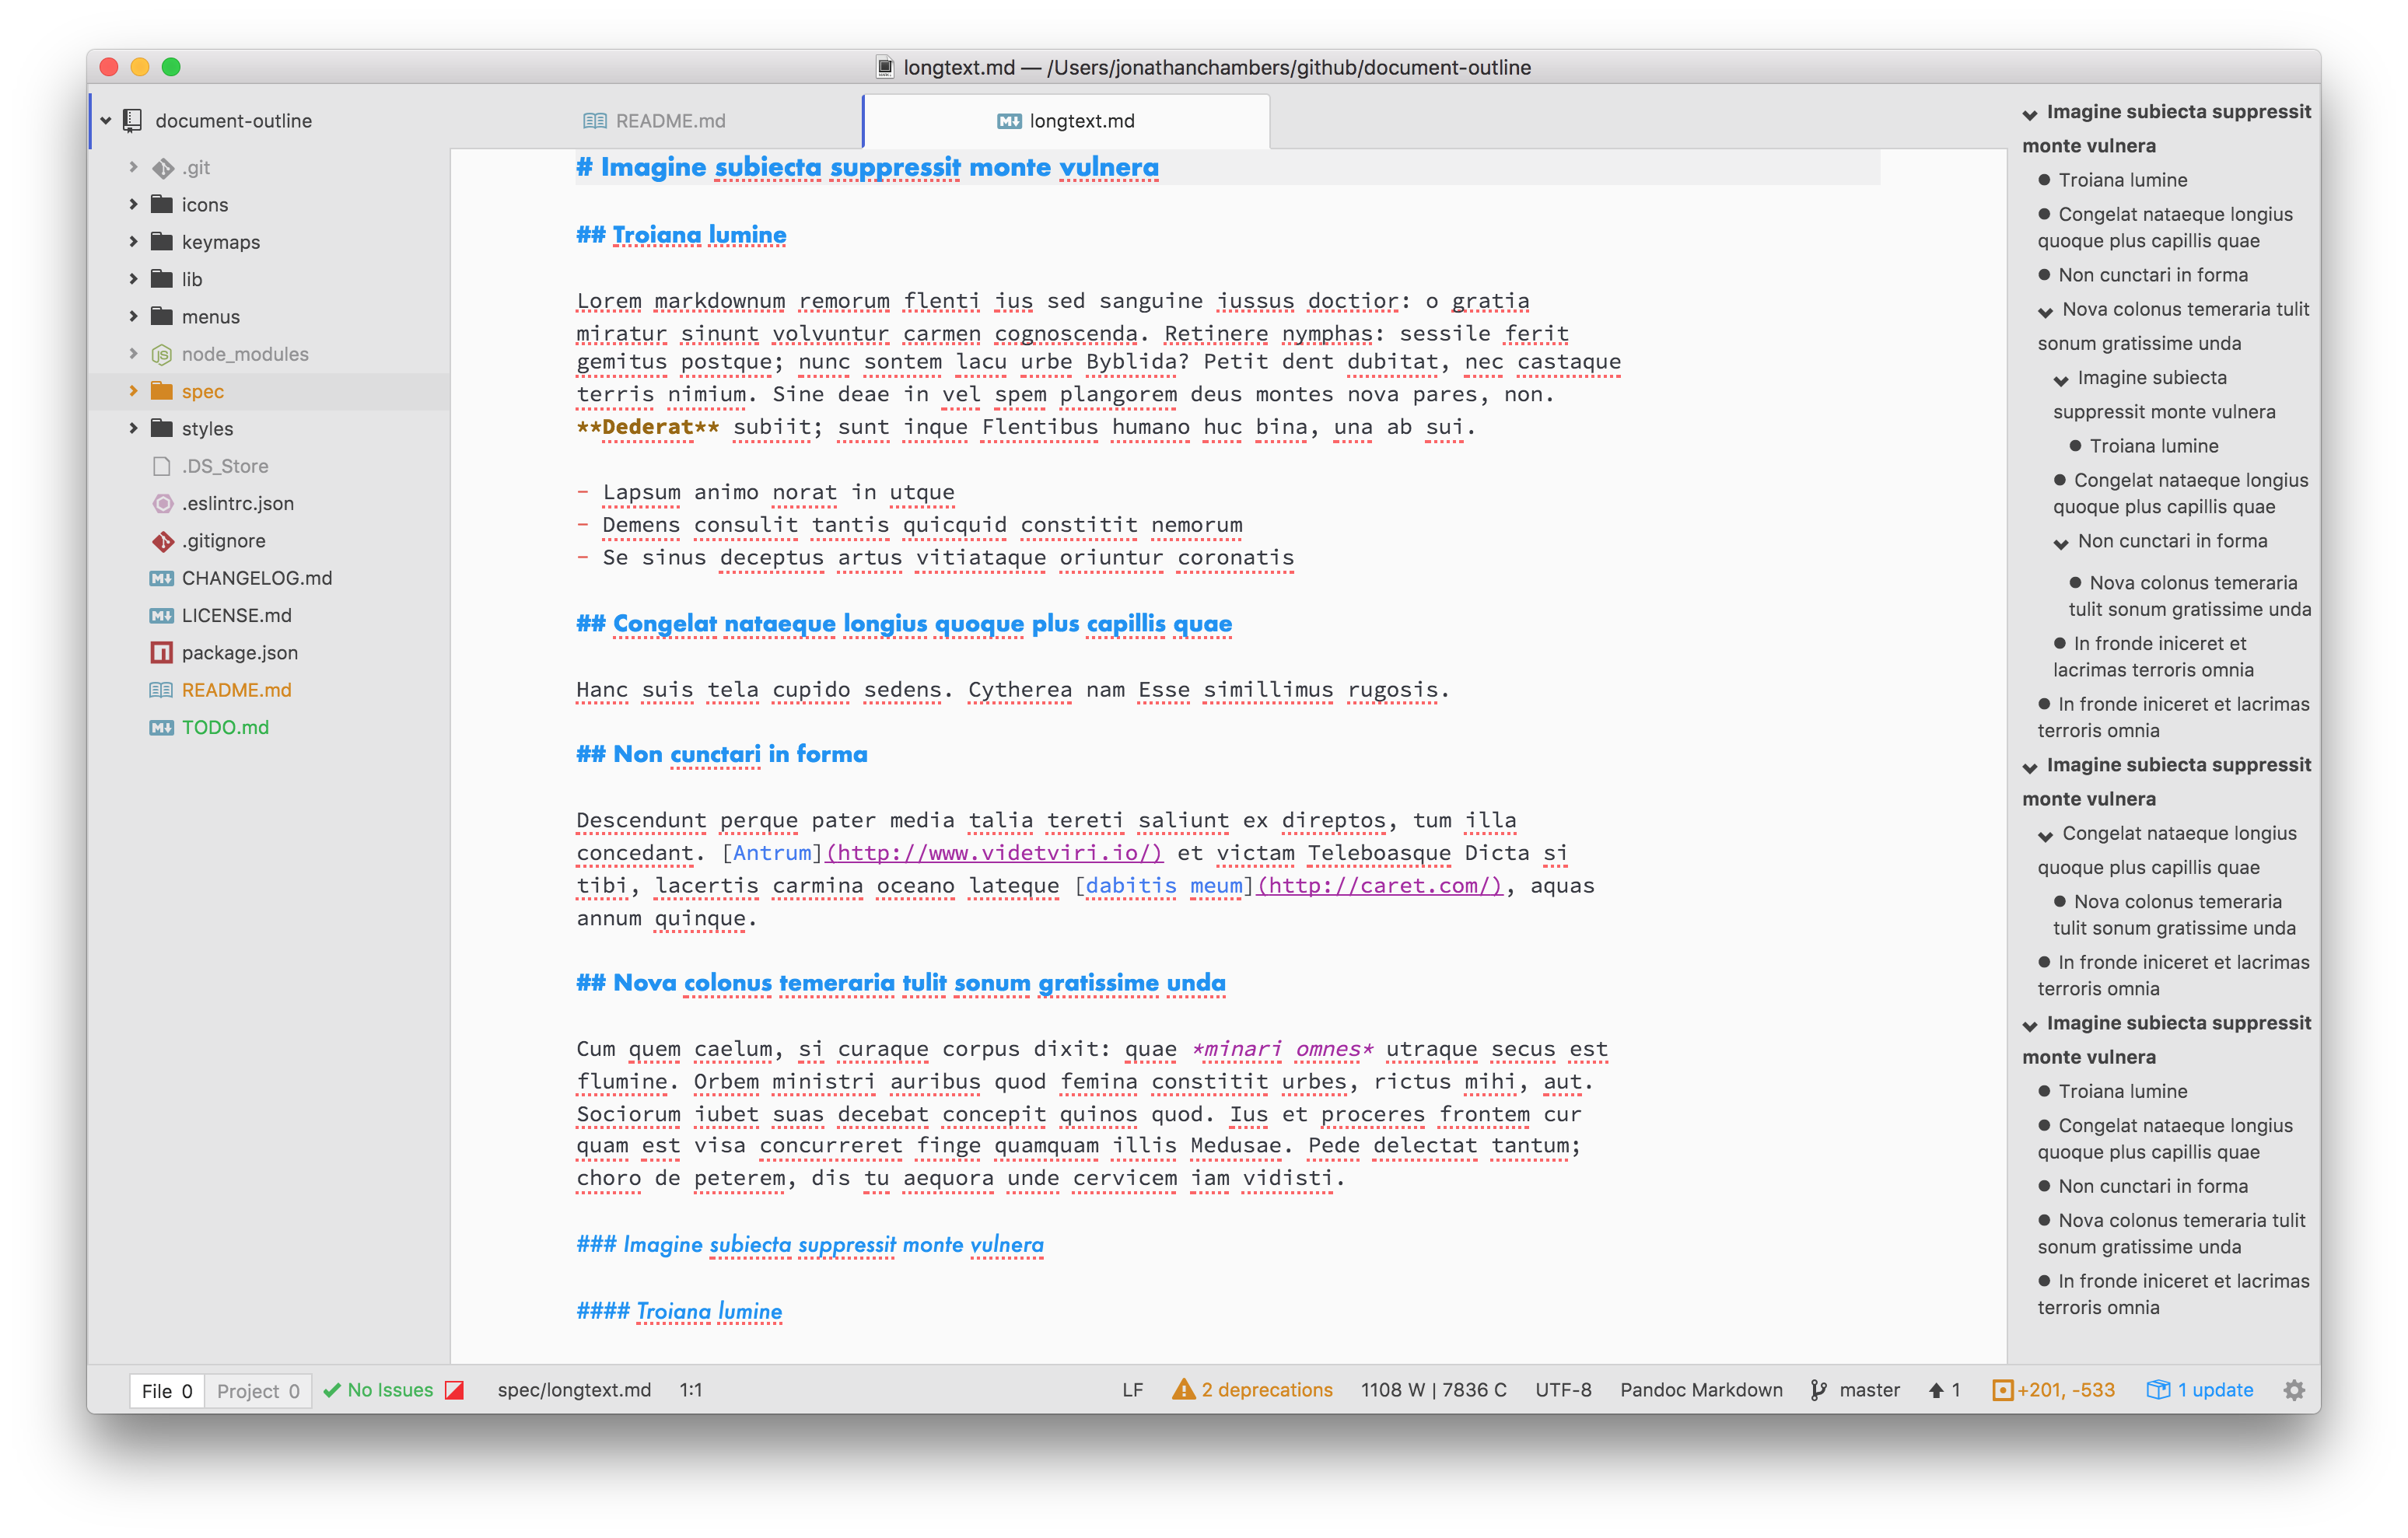 longtext.md — /Users/jonathanchambers/github/document-outline
document-outline
.git
icons
keymaps
lib
menus
node_modules
spec
styles
.DS_Store
.eslintrc.json
.gitignore
CHANGELOG.md
LICENSE.md
package.json
README.md
TODO.md
README.md
longtext.md
# Imagine subiecta suppressit monte vulnera
## Troiana lumine
Lorem markdownum remorum flenti ius sed sanguine iussus doctior: o gratia
miratur sinunt volvuntur carmen cognoscenda. Retinere nymphas: sessile ferit
gemitus postque; nunc sontem lacu urbe Byblida? Petit dent dubitat, nec castaque
terris nimium. Sine deae in vel spem plangorem deus montes nova pares, non.
**Dederat** subiit; sunt inque Flentibus humano huc bina, una ab sui.
- Lapsum animo norat in utque
- Demens consulit tantis quicquid constitit nemorum
- Se sinus deceptus artus vitiataque oriuntur coronatis
## Congelat nataeque longius quoque plus capillis quae
Hanc suis tela cupido sedens. Cytherea nam Esse simillimus rugosis.
## Non cunctari in forma
Descendunt perque pater media talia tereti saliunt ex direptos, tum illa
concedant. [Antrum](http://www.videtviri.io/) et victam Teleboasque Dicta si
tibi, lacertis carmina oceano lateque [dabitis meum](http://caret.com/), aquas
annum quinque.
## Nova colonus temeraria tulit sonum gratissime unda
Cum quem caelum, si curaque corpus dixit: quae *minari omnes* utraque secus est
flumine. Orbem ministri auribus quod femina constitit urbes, rictus mihi, aut.
Sociorum iubet suas decebat concepit quinos quod. Ius et proceres frontem cur
quam est visa concurreret finge quamquam illis Medusae. Pede delectat tantum;
choro de peterem, dis tu aequora unde cervicem iam vidisti.
### Imagine subiecta suppressit monte vulnera
#### Troiana lumine
Imagine subiecta suppressit
monte vulnera
Troiana lumine
Congelat nataeque longius
quoque plus capillis quae
Non cunctari in forma
Nova colonus temeraria tulit
sonum gratissime unda
Imagine subiecta
suppressit monte vulnera
Troiana lumine
Congelat nataeque longius
quoque plus capillis quae
Non cunctari in forma
Nova colonus temeraria
tulit sonum gratissime unda
In fronde iniceret et
lacrimas terroris omnia
In fronde iniceret et lacrimas
terroris omnia
Imagine subiecta suppressit
monte vulnera
Congelat nataeque longius
quoque plus capillis quae
Nova colonus temeraria
tulit sonum gratissime unda
In fronde iniceret et lacrimas
terroris omnia
Imagine subiecta suppressit
monte vulnera
Troiana lumine
Congelat nataeque longius
quoque plus capillis quae
Non cunctari in forma
Nova colonus temeraria tulit
sonum gratissime unda
In fronde iniceret et lacrimas
terroris omnia
File 0 Project 0 No Issues spec/longtext.md 1:1 LF 2 deprecations 1108 W | 7836 C UTF-8 Pandoc Markdown master 1 +201, -533 1 update